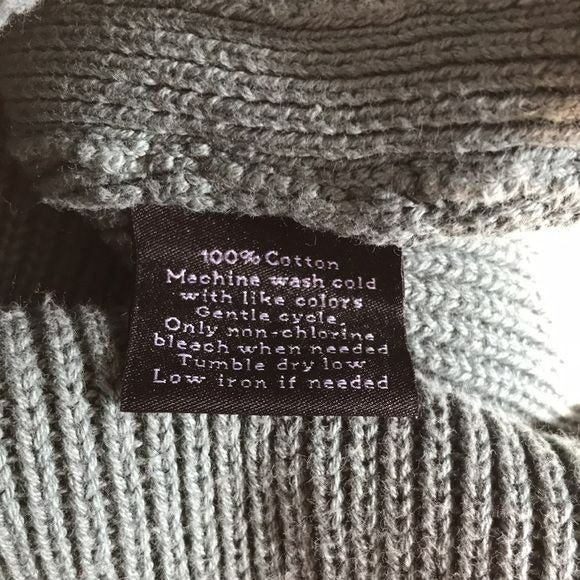 100% Cotton
Machine wash cold
with like colors
Gentle cycle.
Only non-chlorine
bleach when needed
Tumble dry low
Low iron if needed